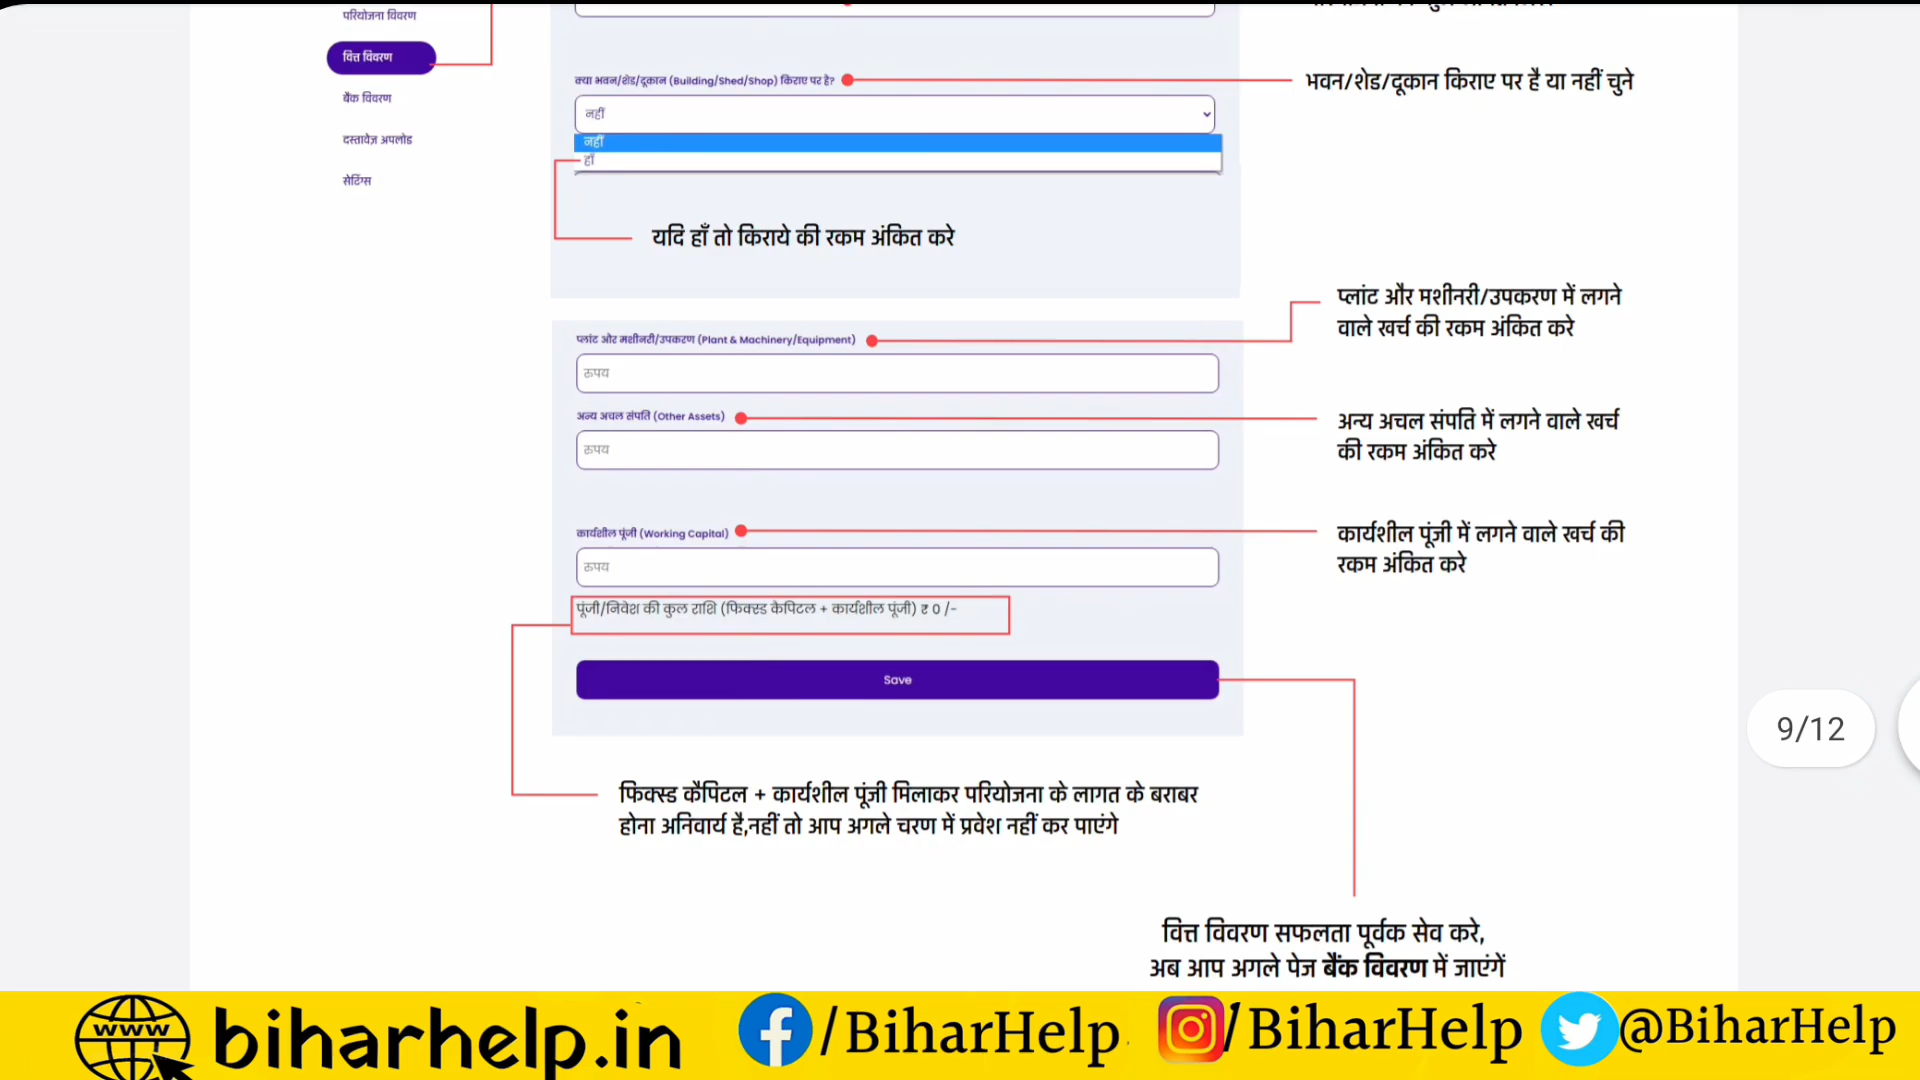 परियोजना विवरण
वित्त विवरण
बैंक विवरण
दस्तावेज़ अपलोड
सेटिंग्स
क्या भवन/शेड/दूकान (Building/Shed/Shop) किराए पर है?
नहीं
नहीं
हाँ
भवन/शेड/दूकान किराए पर है या नहीं चुने
यदि हाँ तो किराये की रकम अंकित करे
प्लांट और मशीनरी/उपकरण (Plant & Machinery/Equipment)
रुपय
प्लांट और मशीनरी/उपकरण में लगने
वाले खर्च की रकम अंकित करे
अन्य अचल संपति (Other Assets)
रुपय
अन्य अचल संपति में लगने वाले खर्च
की रकम अंकित करे
कार्यशील पूंजी (Working Capital)
रुपय
कार्यशील पूंजी में लगने वाले खर्च की
रकम अंकित करे
पूंजी/निवेश की कुल राशि (फिक्स्ड केपिटल + कार्यशील पूंजी) ₹ 0 /-
Save
9/12
फिक्स्ड कैपिटल + कार्यशील पूंजी मिलाकर परियोजना के लागत के बराबर
होना अनिवार्य है,नहीं तो आप अगले चरण में प्रवेश नहीं कर पाएंगे
वित्त विवरण सफलता पूर्वक सेव करे,
अब आप अगले पेज बैंक विवरण में जाएंगें
www biharhelp.in /BiharHelp /BiharHelp @BiharHelp